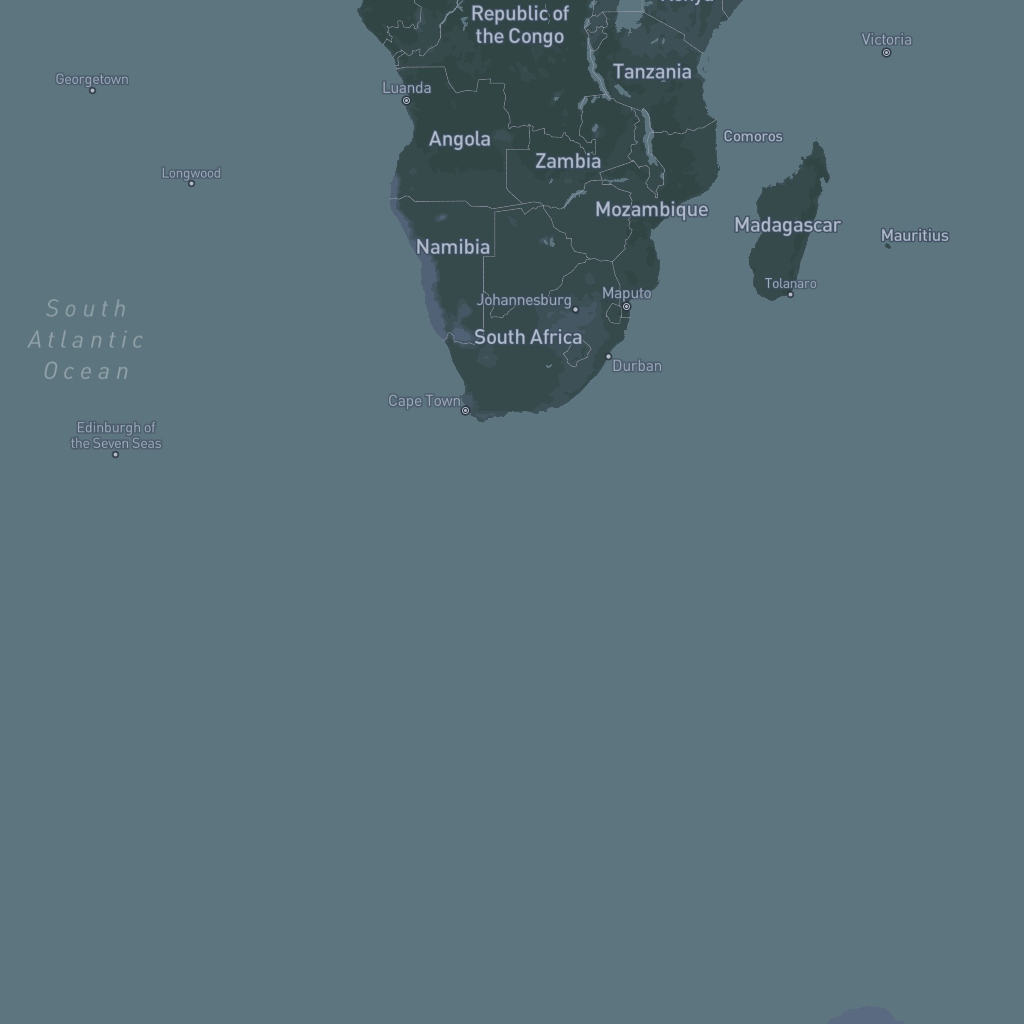 Kenya
Republic of
the Congo
Victoria
Tanzania
Georgetown
Luanda
Comoros
Angola
Zambia
Longwood
Mozambique
Madagascar
Mauritius
Namibia
Tolanaro
Maputo
Johannesburg
South
Atlantic
Ocean
South Africa
Durban
Cape Town
Edinburgh of
the Seven Seas